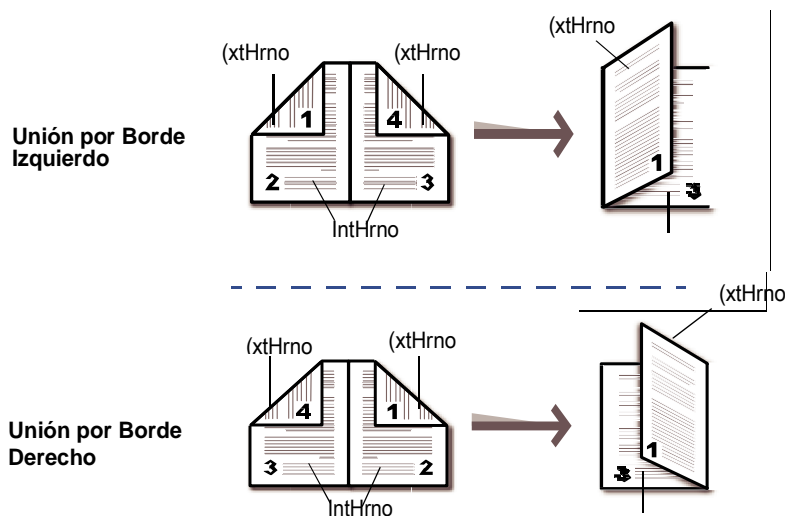 (xtHrno
(xtHrno (xtHrno
1 4
Unión por Borde
Izquierdo
2 3
1
3
IntHrno
(xtHrno
(xtHrno (xtHrno
4 1
Unión por Borde
Derecho
3 2
1
IntHrno